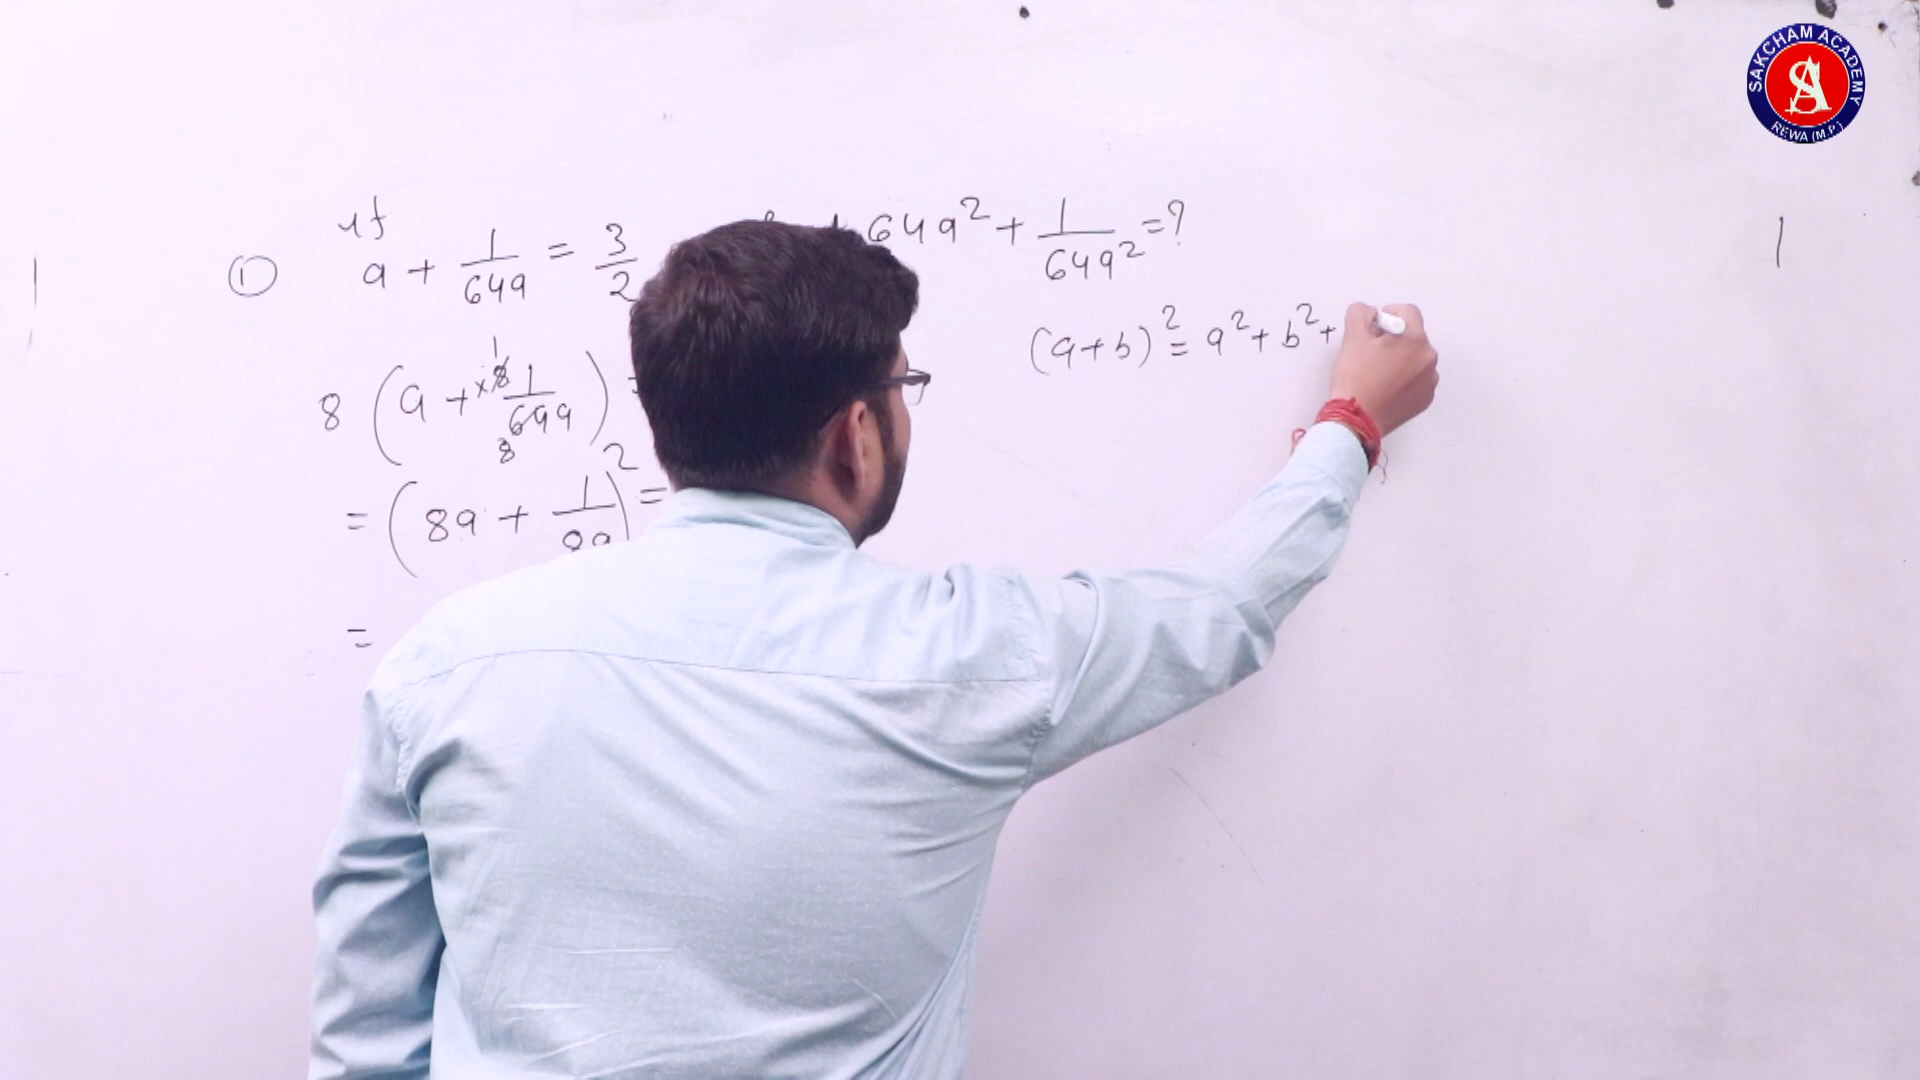 SAKCHAM ACADEMY
SA
REWA (M.P.)
if
① a + 1/64a = 3/2 64a² + 1/64a² = ?
(a+b)² = a² + b² +
8 (a + ×8 1 1/64a 8) =
= (8a + 1/8a)² =
=